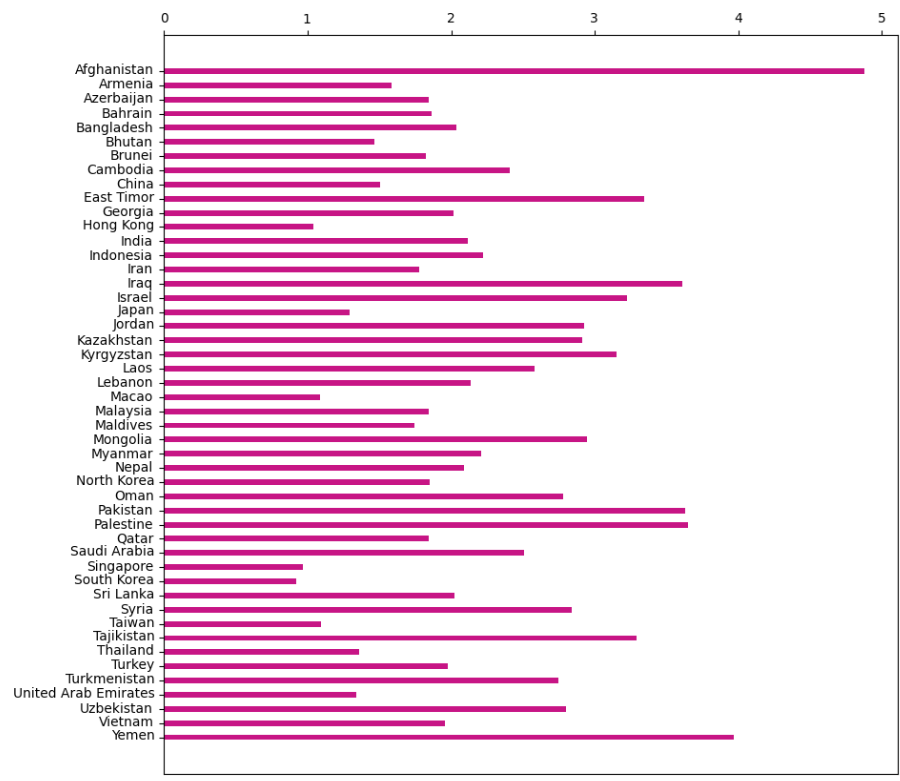 0 1 2 3 4 5
Afghanistan
Armenia
Azerbaijan
Bahrain
Bangladesh
Bhutan
Brunei
Cambodia
China
East Timor
Georgia
Hong Kong
India
Indonesia
Iran
Iraq
Israel
Japan
Jordan
Kazakhstan
Kyrgyzstan
Laos
Lebanon
Macao
Malaysia
Maldives
Mongolia
Myanmar
Nepal
North Korea
Oman
Pakistan
Palestine
Qatar
Saudi Arabia
Singapore
South Korea
Sri Lanka
Syria
Taiwan
Tajikistan
Thailand
Turkey
Turkmenistan
United Arab Emirates
Uzbekistan
Vietnam
Yemen